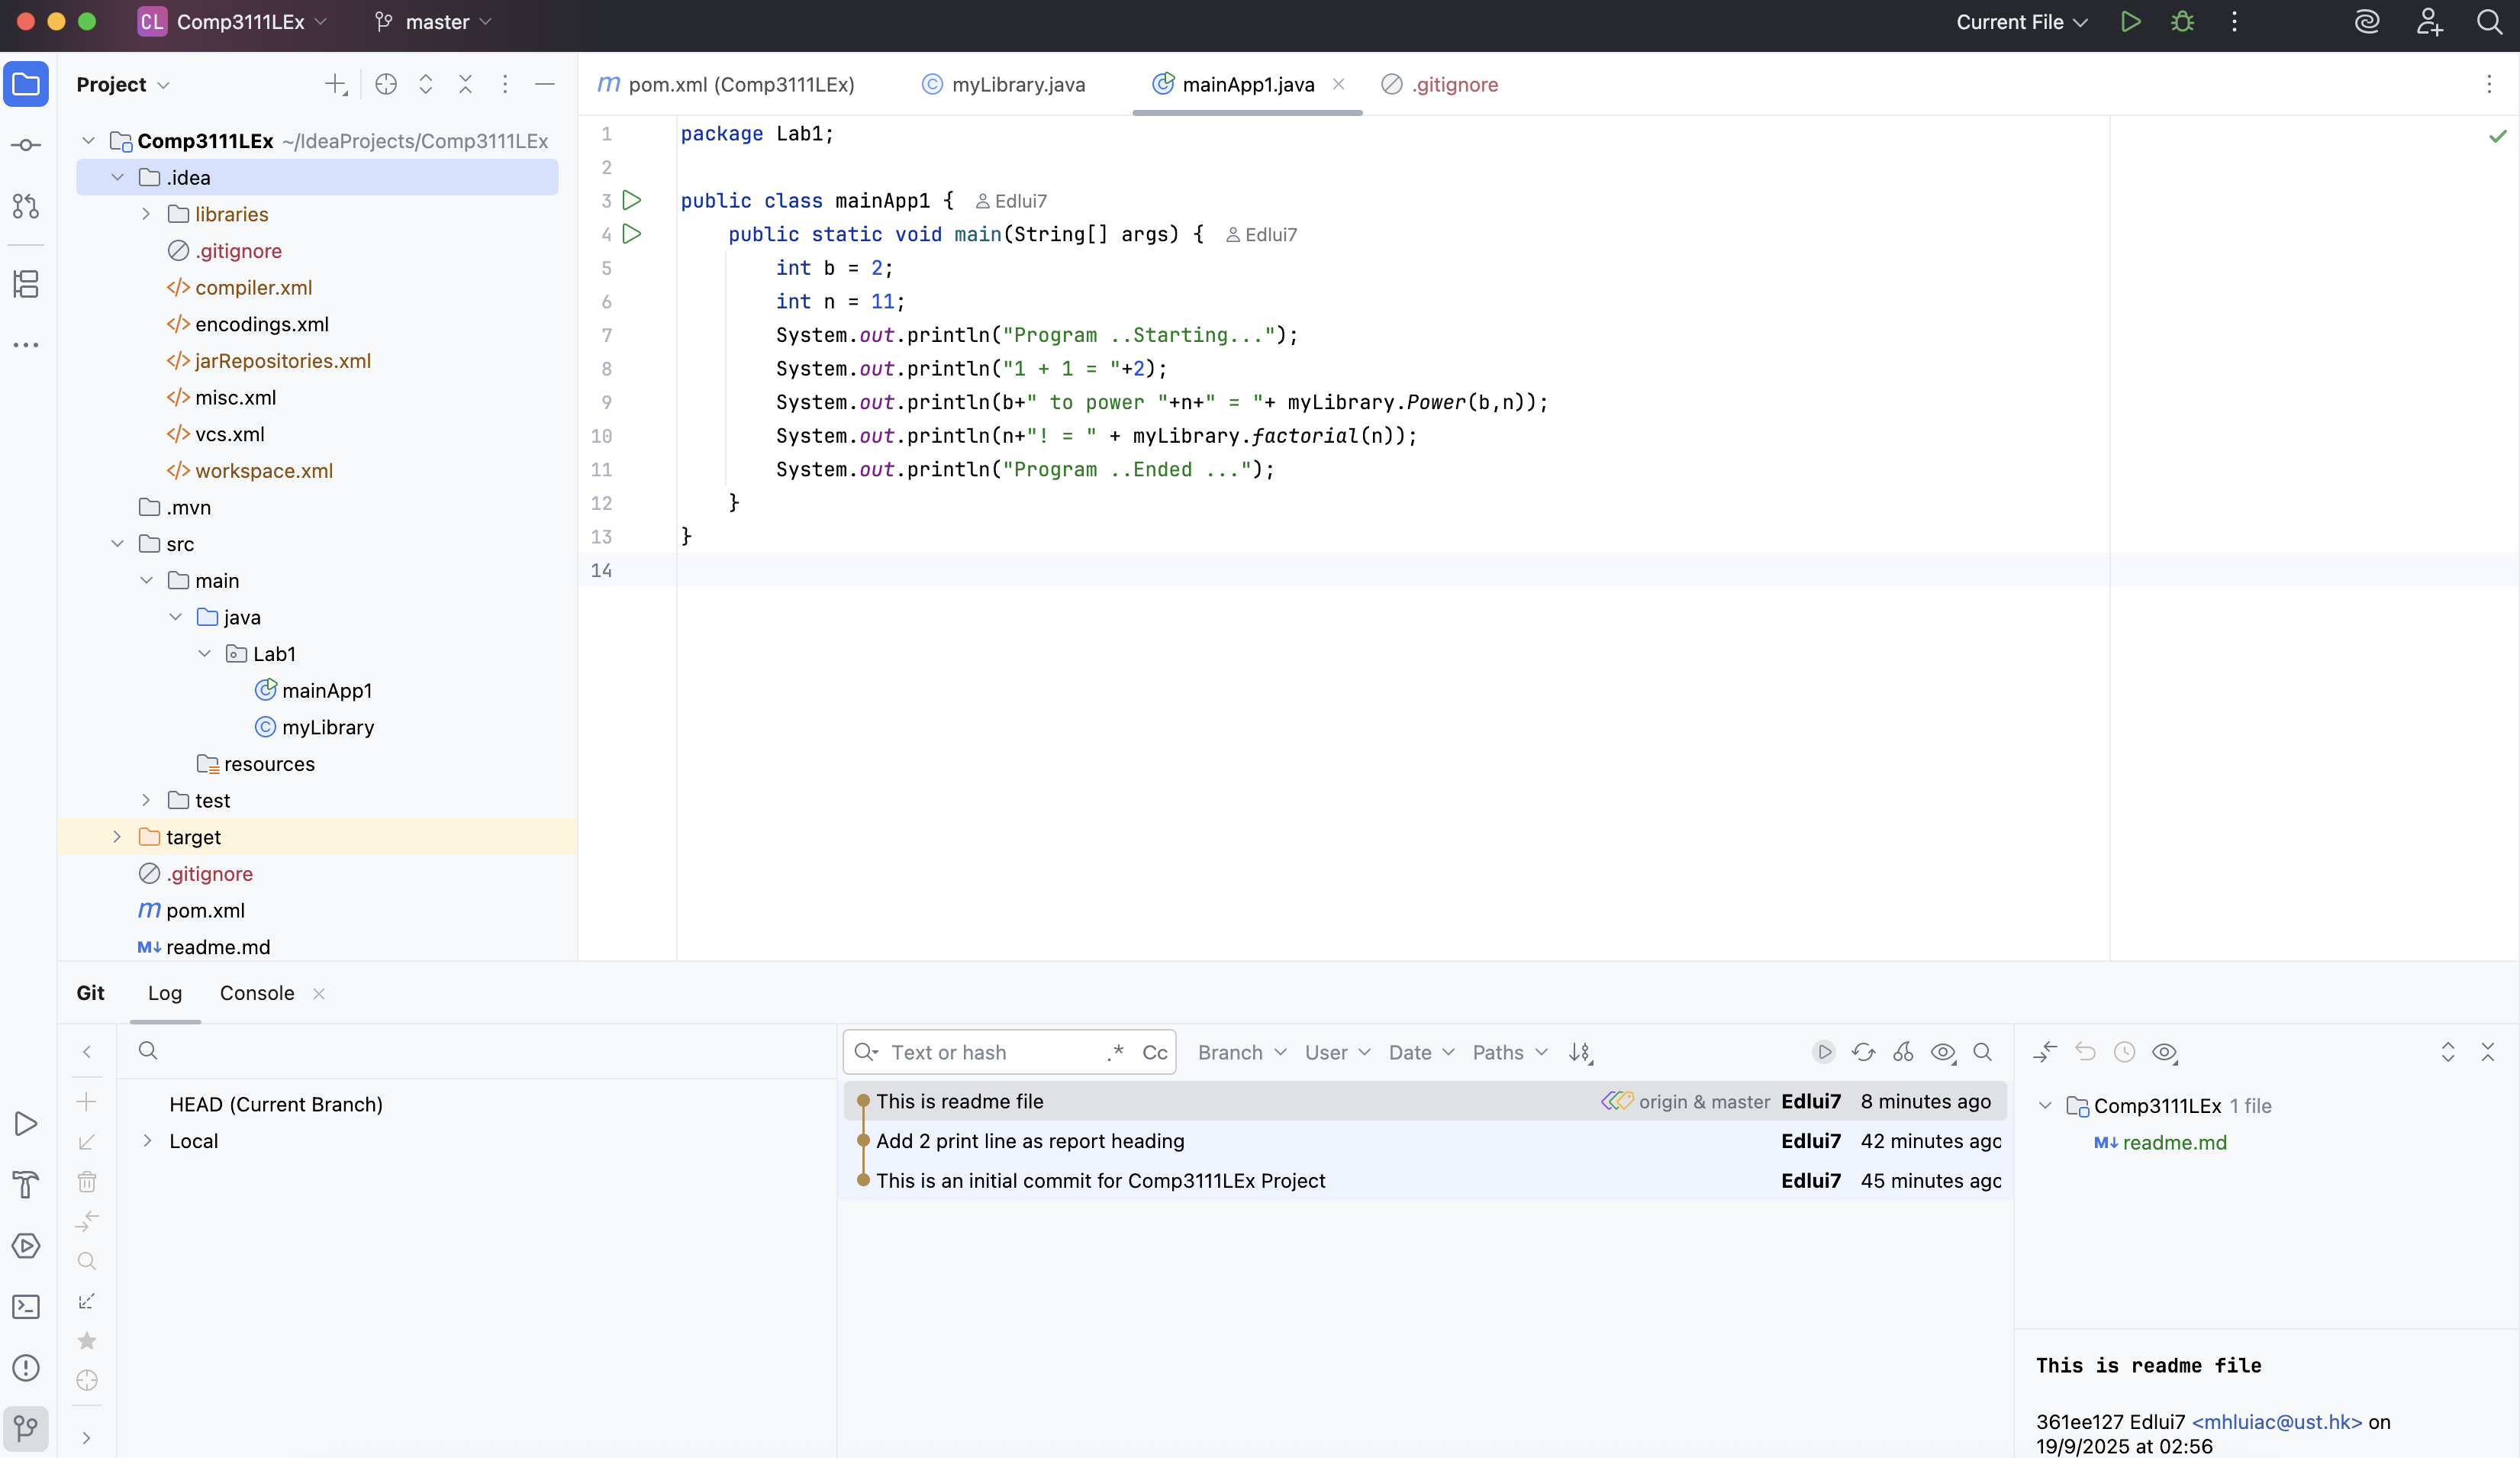 CL Comp3111LEx master Current File
Project
pom.xml (Comp3111LEx) myLibrary.java mainApp1.java .gitignore
Comp3111LEx ~/IdeaProjects/Comp3111LEx
.idea
libraries
.gitignore
compiler.xml
encodings.xml
jarRepositories.xml
misc.xml
vcs.xml
workspace.xml
.mvn
src
main
java
Lab1
mainApp1
myLibrary
resources
test
target
.gitignore
pom.xml
readme.md
1 package Lab1;
2
3 public class mainApp1 { Edlui7
4 public static void main(String[] args) { Edlui7
5 int b = 2;
6 int n = 11;
7 System.out.println("Program ..Starting...");
8 System.out.println("1 + 1 = "+2);
9 System.out.println(b+" to power "+n+" = "+ myLibrary.Power(b,n));
10 System.out.println(n+"! = " + myLibrary.factorial(n));
11 System.out.println("Program ..Ended ...");
12 }
13 }
14
Git Log Console
HEAD (Current Branch)
Local
Text or hash .* Cc Branch User Date Paths
This is readme file origin & master Edlui7 8 minutes ago
Add 2 print line as report heading Edlui7 42 minutes ago
This is an initial commit for Comp3111LEx Project Edlui7 45 minutes ago
Comp3111LEx 1 file
M↓ readme.md
This is readme file
361ee127 Edlui7 <mhluiac@ust.hk> on
19/9/2025 at 02:56